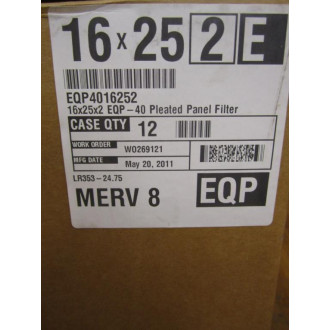 16x25 2 E
EQP4016252
16x25x2 EQP-40 Pleated Panel Filter
CASE QTY 12
WORK ORDER WO269121
MFG DATE May 20, 2011
LR353-24.75
MERV 8 EQP